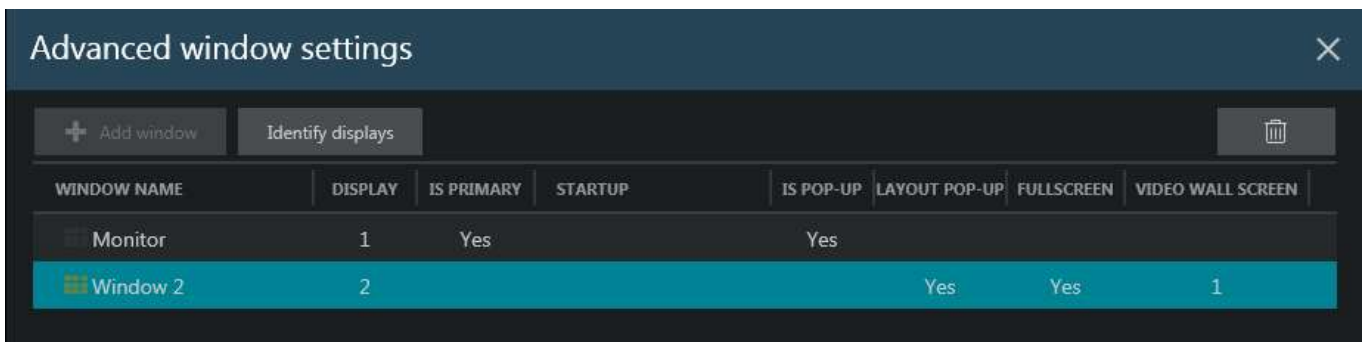 Advanced window settings
Add window Identify displays
WINDOW NAME DISPLAY IS PRIMARY STARTUP IS POP-UP LAYOUT POP-UP FULLSCREEN VIDEO WALL SCREEN
Monitor 1 Yes Yes
Window 2 2 Yes Yes 1